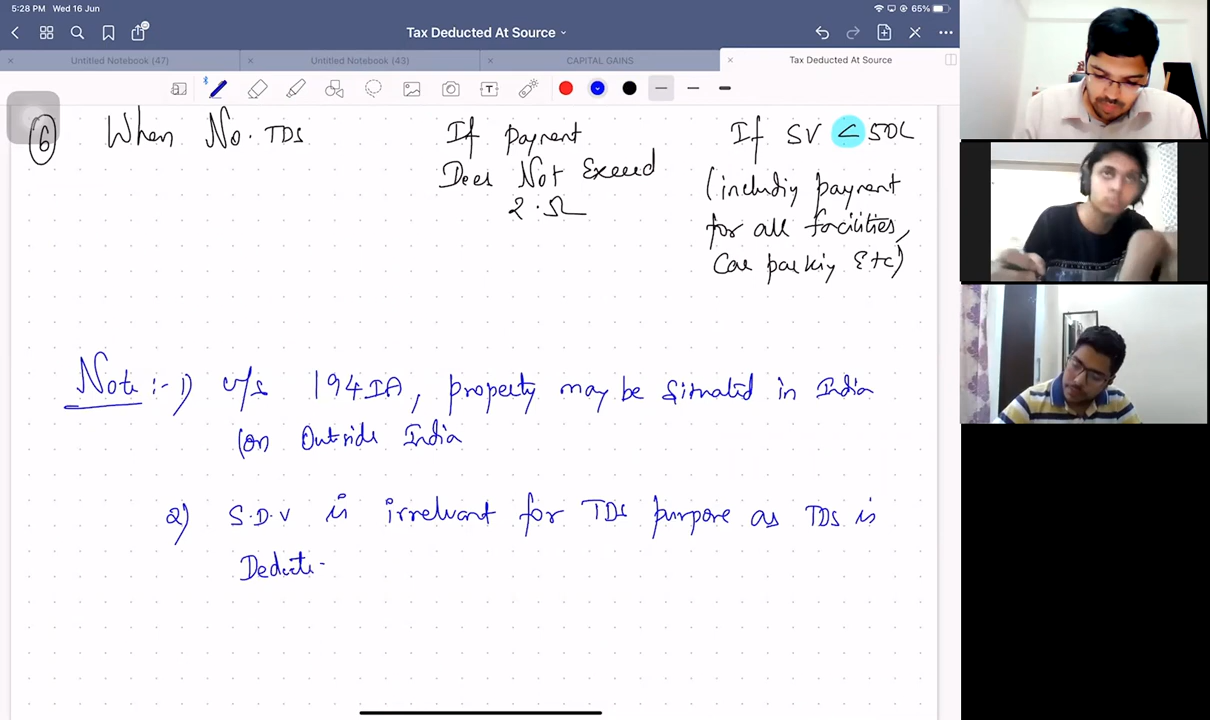 5:28 PM Wed 16 Jun
65%
Tax Deducted At Source
Untitled Notebook (47)
Untitled Notebook (43)
CAPITAL GAINS
Tax Deducted At Source
6 When No. TDS
If payment
Does Not Exceed
2.5L
If SV < 50L
(including payment
for all facilities,
Car parking Etc)
Note :- 1) u/s 194IA, property may be situated in India
(or) Outside India
2) S.D.V is irrelevant for TDS purpose as TDS is
Deducte